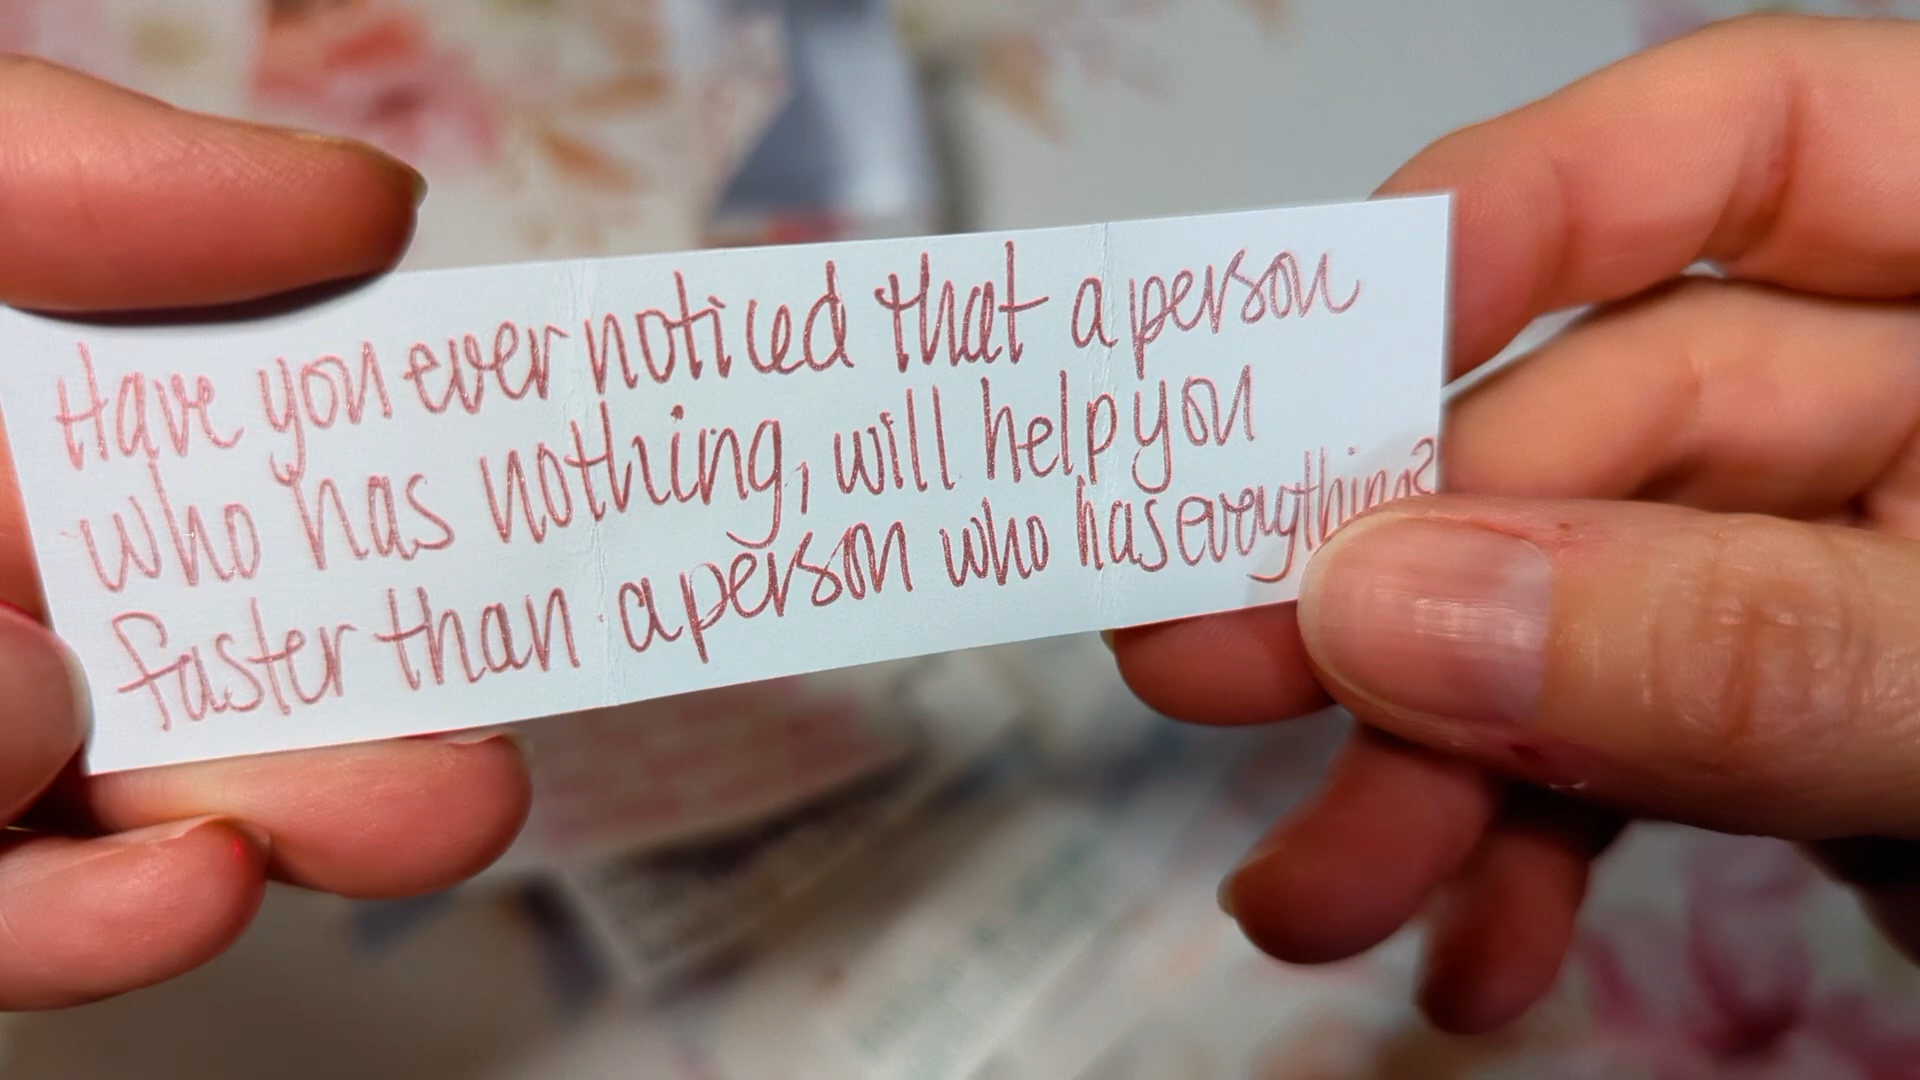 Have you ever noticed that a person
who has nothing, will help you
faster than a person who has everything?